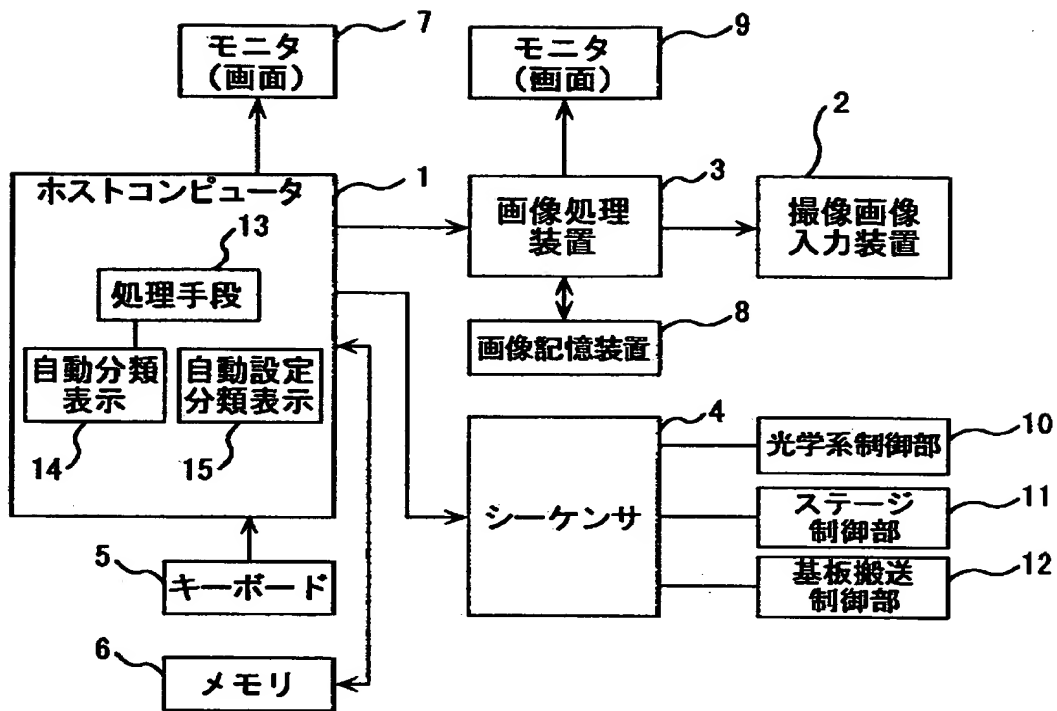 7
モニタ
(画面)
9
モニタ
(画面)
2
撮像画像
入力装置
1
ホストコンピュータ
3
画像処理
装置
13
処理手段
8
画像記憶装置
自動分類
表示
自動設定
分類表示
14
15
4
シーケンサ
10
光学系制御部
11
ステージ
制御部
12
基板搬送
制御部
5
キーボード
6
メモリ